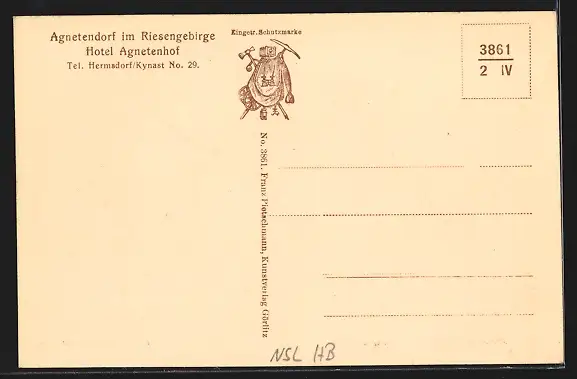 Agnetendorf im Riesengebirge
Hotel Agnetenhof
Tel. Hermsdorf/Kynast No. 29.
Eingetr. Schutzmarke
3861
2 IV
No. 3861. Franz Pietschmann, Kunstverlag Görlitz
NSL HB